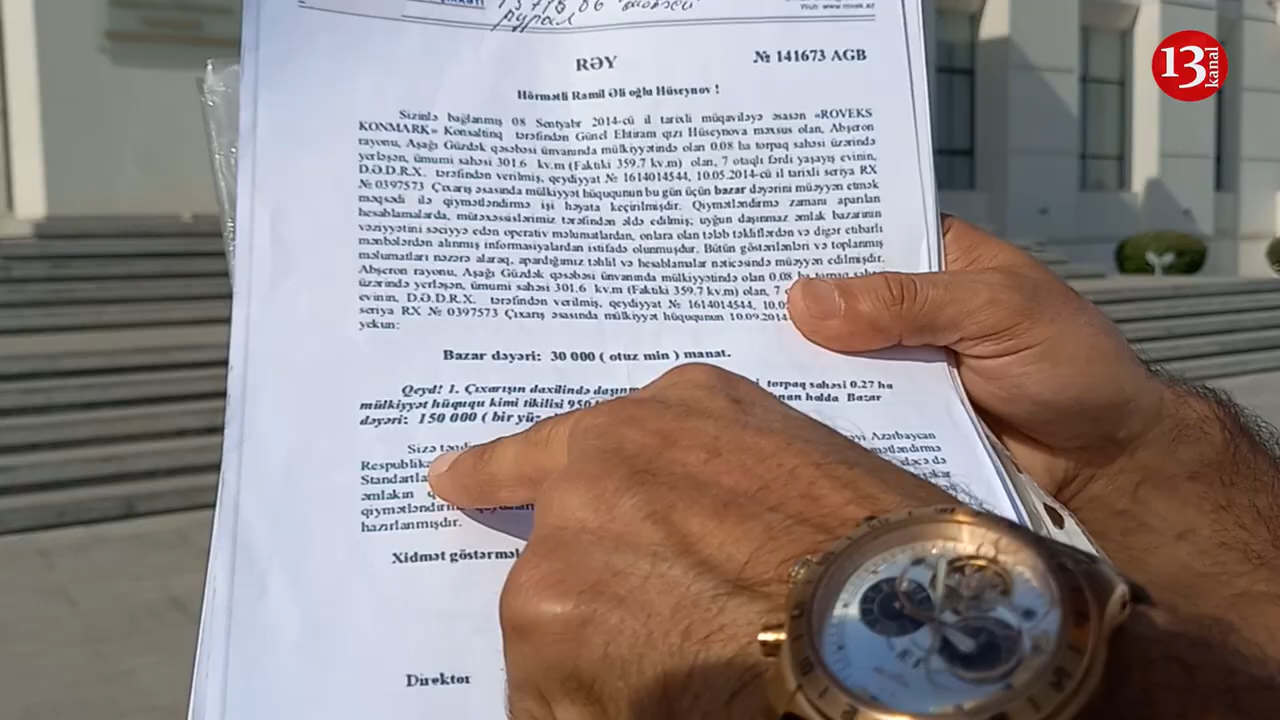 13 kanal
Web: www.mvek.az
RƏY
№ 141673 AGB
Hörmətli Ramil Əli oğlu Hüseynov !
Sizinlə bağlanmış 08 Sentyabr 2014-cü il tarixli müqaviləyə əsasən «ROVEKS
KONMARK» Konsaltinq tərəfindən Günel Ehtiram qızı Hüseynova məxsus olan, Abşeron
rayonu, Aşağı Güzdək qəsəbəsi ünvanında mülkiyyətində olan 0.08 ha torpaq sahəsi üzərində
yerləşən, ümumi sahəsi 301.6 kv.m (Faktiki 359.7 kv.m) olan, 7 otaqlı fərdi yaşayış evinin,
D.Ə.D.R.X. tərəfindən verilmiş, qeydiyyat № 1614014544, 10.05.2014-cü il tarixli seriya RX
№ 0397573 Çıxarış əsasında mülkiyyət hüququnun bu gün üçün bazar dəyərini müəyyən etmək
məqsədi ilə qiymətləndirmə işi həyata keçirilmişdir. Qiymətləndirmə zamanı aparılan
hesablamalarda, mütəxəssislərimiz tərəfindən əldə edilmiş; uyğun daşınmaz əmlak bazarının
vəziyyətini səciyyə edən operativ məlumatlardan, onlara olan tələb təkliflərdən və digər etibarlı
mənbələrdən alınmış informasiyalardan istifadə olunmuşdur. Bütün göstərilənləri və toplanmış
məlumatları nəzərə alaraq, apardığımız təhlil və hesablamalar nəticəsində müəyyən edilmişdir.
Abşeron rayonu, Aşağı Güzdək qəsəbəsi ünvanında mülkiyyətində olan 0.08 ha torpaq
üzərində yerləşən, ümumi sahəsi 301.6 kv.m (Faktiki 359.7 kv.m) olan, 7
evinin, D.Ə.D.R.X. tərəfindən verilmiş, qeydiyyat № 1614014544, 10.0
seriya RX № 0397573 Çıxarış əsasında mülkiyyət hüququnun 10.09.2014
yekun:
Bazar dəyəri: 30 000 ( otuz min ) manat.
Qeyd! 1. Çıxarışın daxilində torpaq sahəsi 0.27 ha
mülkiyyət hüququ kimi tikilisi 950 halda Bazar
dəyəri: 150 000 ( bir yüz
Sizə Azərbaycan
əmlakın
hazırlanmışdır.
Xidmət
Direktor